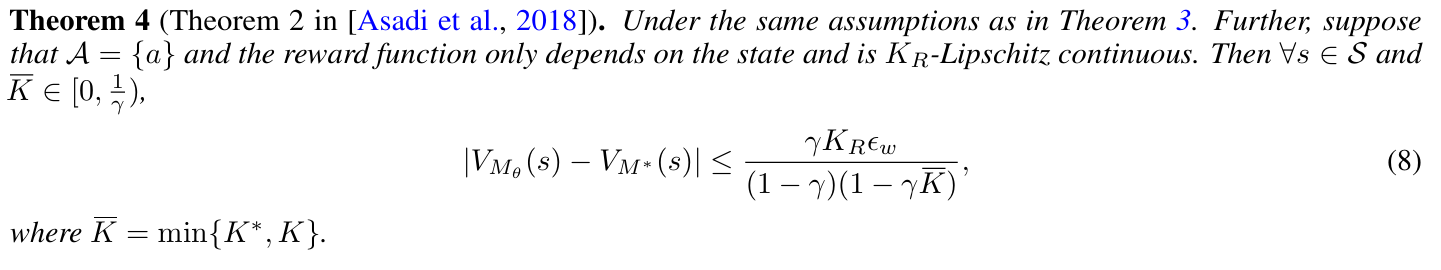 Theorem 4 (Theorem 2 in [Asadi et al., 2018]). Under the same assumptions as in Theorem 3. Further, suppose
that 𝒜 = {a} and the reward function only depends on the state and is K_R-Lipschitz continuous. Then ∀s ∈ 𝒮 and
K̅ ∈ [0, 1/γ),
|V_{M_θ}(s) − V_{M*}(s)| ≤ γK_Rϵ_w / ((1 − γ)(1 − γK̅)), (8)
where K̅ = min{K*, K}.